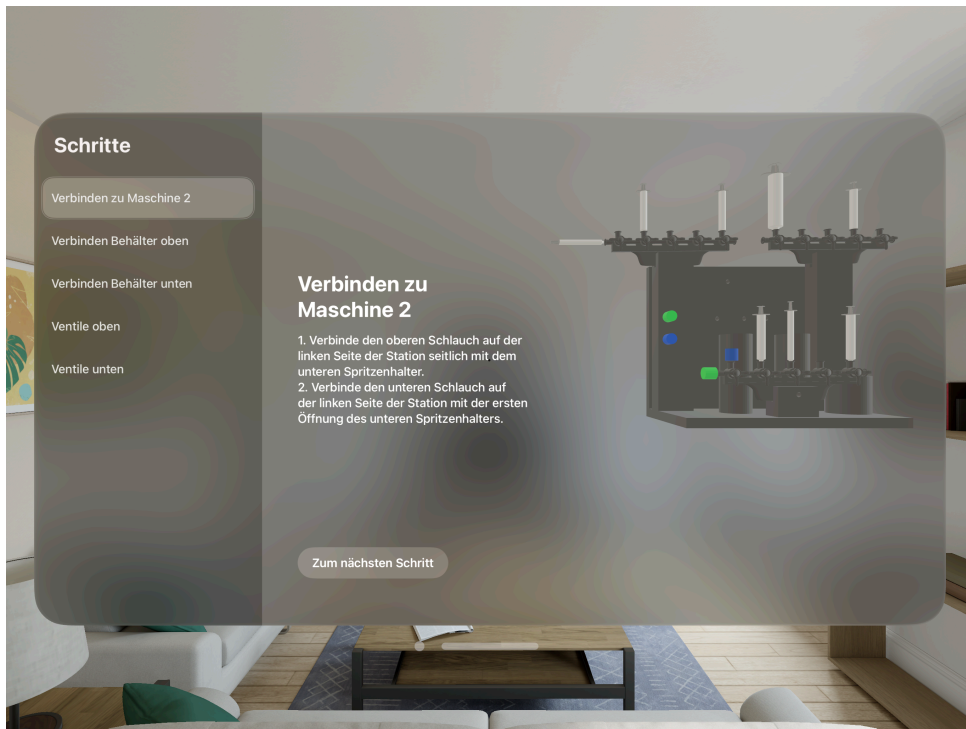 Schritte
Verbinden zu Maschine 2
Verbinden Behälter oben
Verbinden Behälter unten
Ventile oben
Ventile unten
Verbinden zu
Maschine 2
1. Verbinde den oberen Schlauch auf der
linken Seite der Station seitlich mit dem
unteren Spritzenhalter.
2. Verbinde den unteren Schlauch auf
der linken Seite der Station mit der ersten
Öffnung des unteren Spritzenhalters.
Zum nächsten Schritt